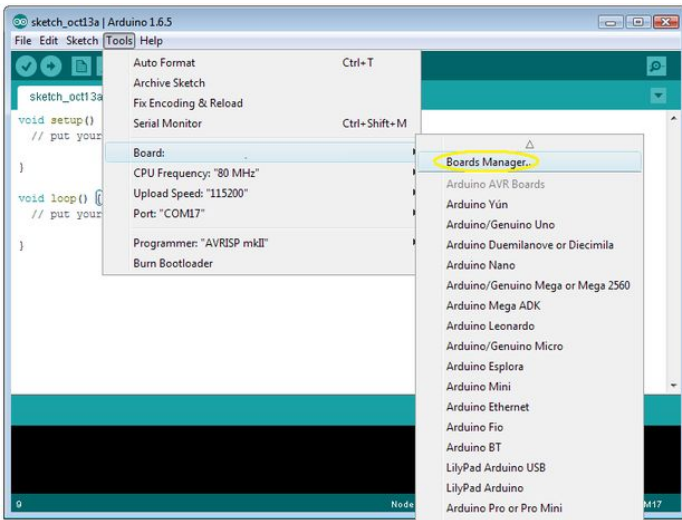 sketch_oct13a | Arduino 1.6.5
File Edit Sketch Tools Help
sketch_oct13a
void setup()
// put your
}
void loop() {
// put your
}
Auto Format Ctrl+T
Archive Sketch
Fix Encoding & Reload
Serial Monitor Ctrl+Shift+M
Board:
CPU Frequency: "80 MHz"
Upload Speed: "115200"
Port: "COM17"
Programmer: "AVRISP mkII"
Burn Bootloader
Boards Manager...
Arduino AVR Boards
Arduino Yún
Arduino/Genuino Uno
Arduino Duemilanove or Diecimila
Arduino Nano
Arduino/Genuino Mega or Mega 2560
Arduino Mega ADK
Arduino Leonardo
Arduino/Genuino Micro
Arduino Esplora
Arduino Mini
Arduino Ethernet
Arduino Fio
Arduino BT
LilyPad Arduino USB
LilyPad Arduino
Arduino Pro or Pro Mini
9 Node M17